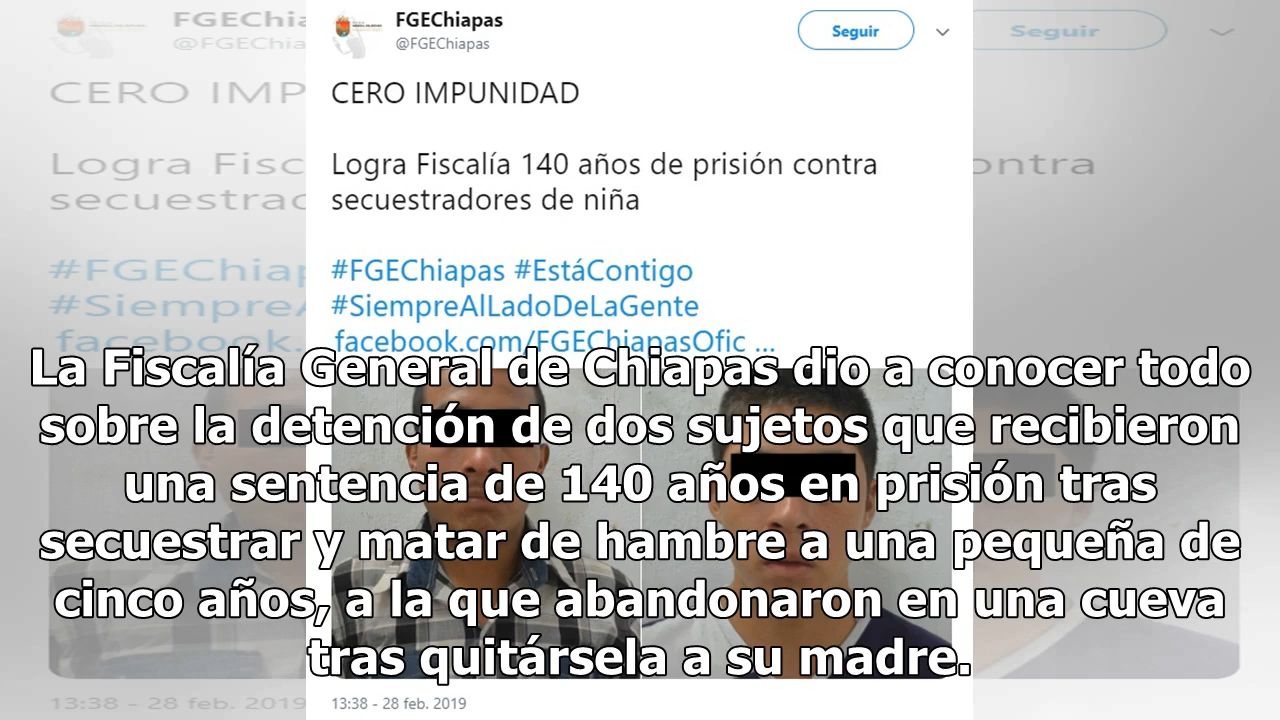 FGEChiapas
@FGEChiapas
Seguir
CERO IMPUNIDAD
Logra Fiscalía 140 años de prisión contra
secuestradores de niña
#FGEChiapas #EstáContigo
#SiempreAlLadoDeLaGente
facebook.com/FGEChiapasOfic ...
La Fiscalía General de Chiapas dio a conocer todo
sobre la detención de dos sujetos que recibieron
una sentencia de 140 años en prisión tras
secuestrar y matar de hambre a una pequeña de
cinco años, a la que abandonaron en una cueva
tras quitársela a su madre.
13:38 - 28 feb. 2019